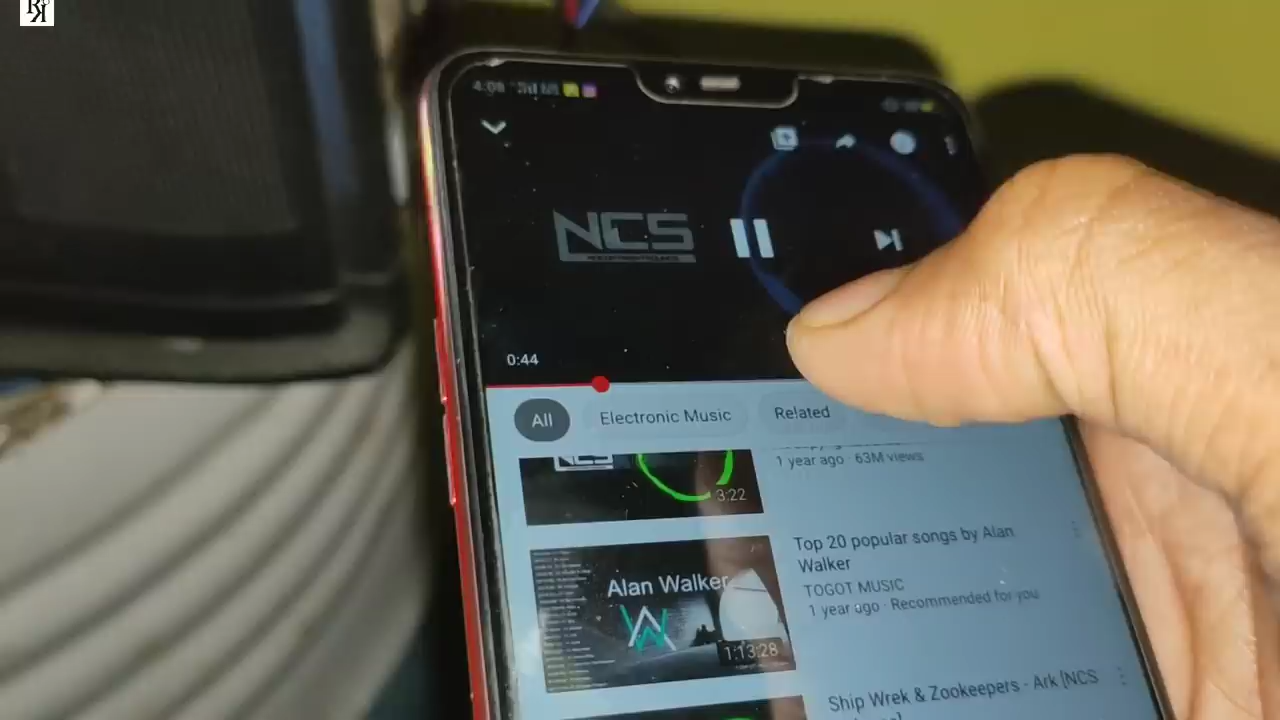 4:08
NCS
0:44
All
Electronic Music
Related
1 year ago · 63M views
3:22
Top 20 popular songs by Alan
Walker
TOGOT MUSIC
1 year ago · Recommended for you
Alan Walker
1:13:28
Ship Wrek & Zookeepers - Ark [NCS